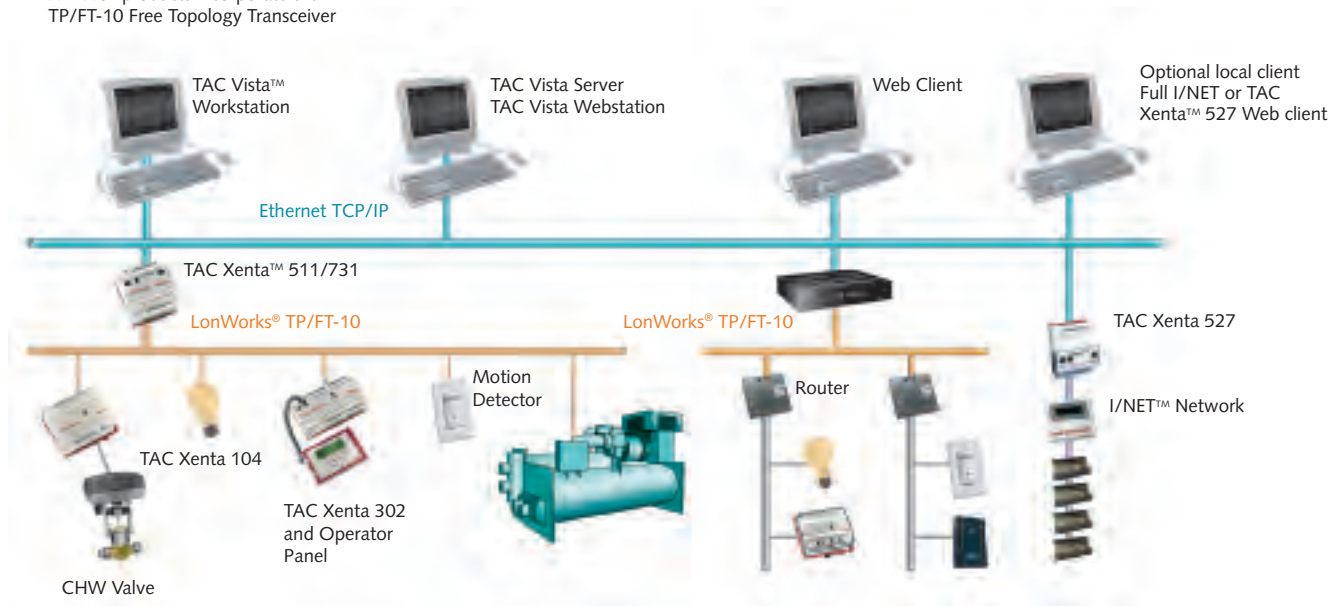 TP/FT-10 Free Topology Transceiver
TAC Vista™
Workstation
TAC Vista Server
TAC Vista Webstation
Web Client
Optional local client
Full I/NET or TAC
Xenta™ 527 Web client
Ethernet TCP/IP
TAC Xenta™ 511/731
LonWorks® TP/FT-10
LonWorks® TP/FT-10
TAC Xenta 527
Motion
Detector
Router
I/NET™ Network
TAC Xenta 104
TAC Xenta 302
and Operator
Panel
CHW Valve